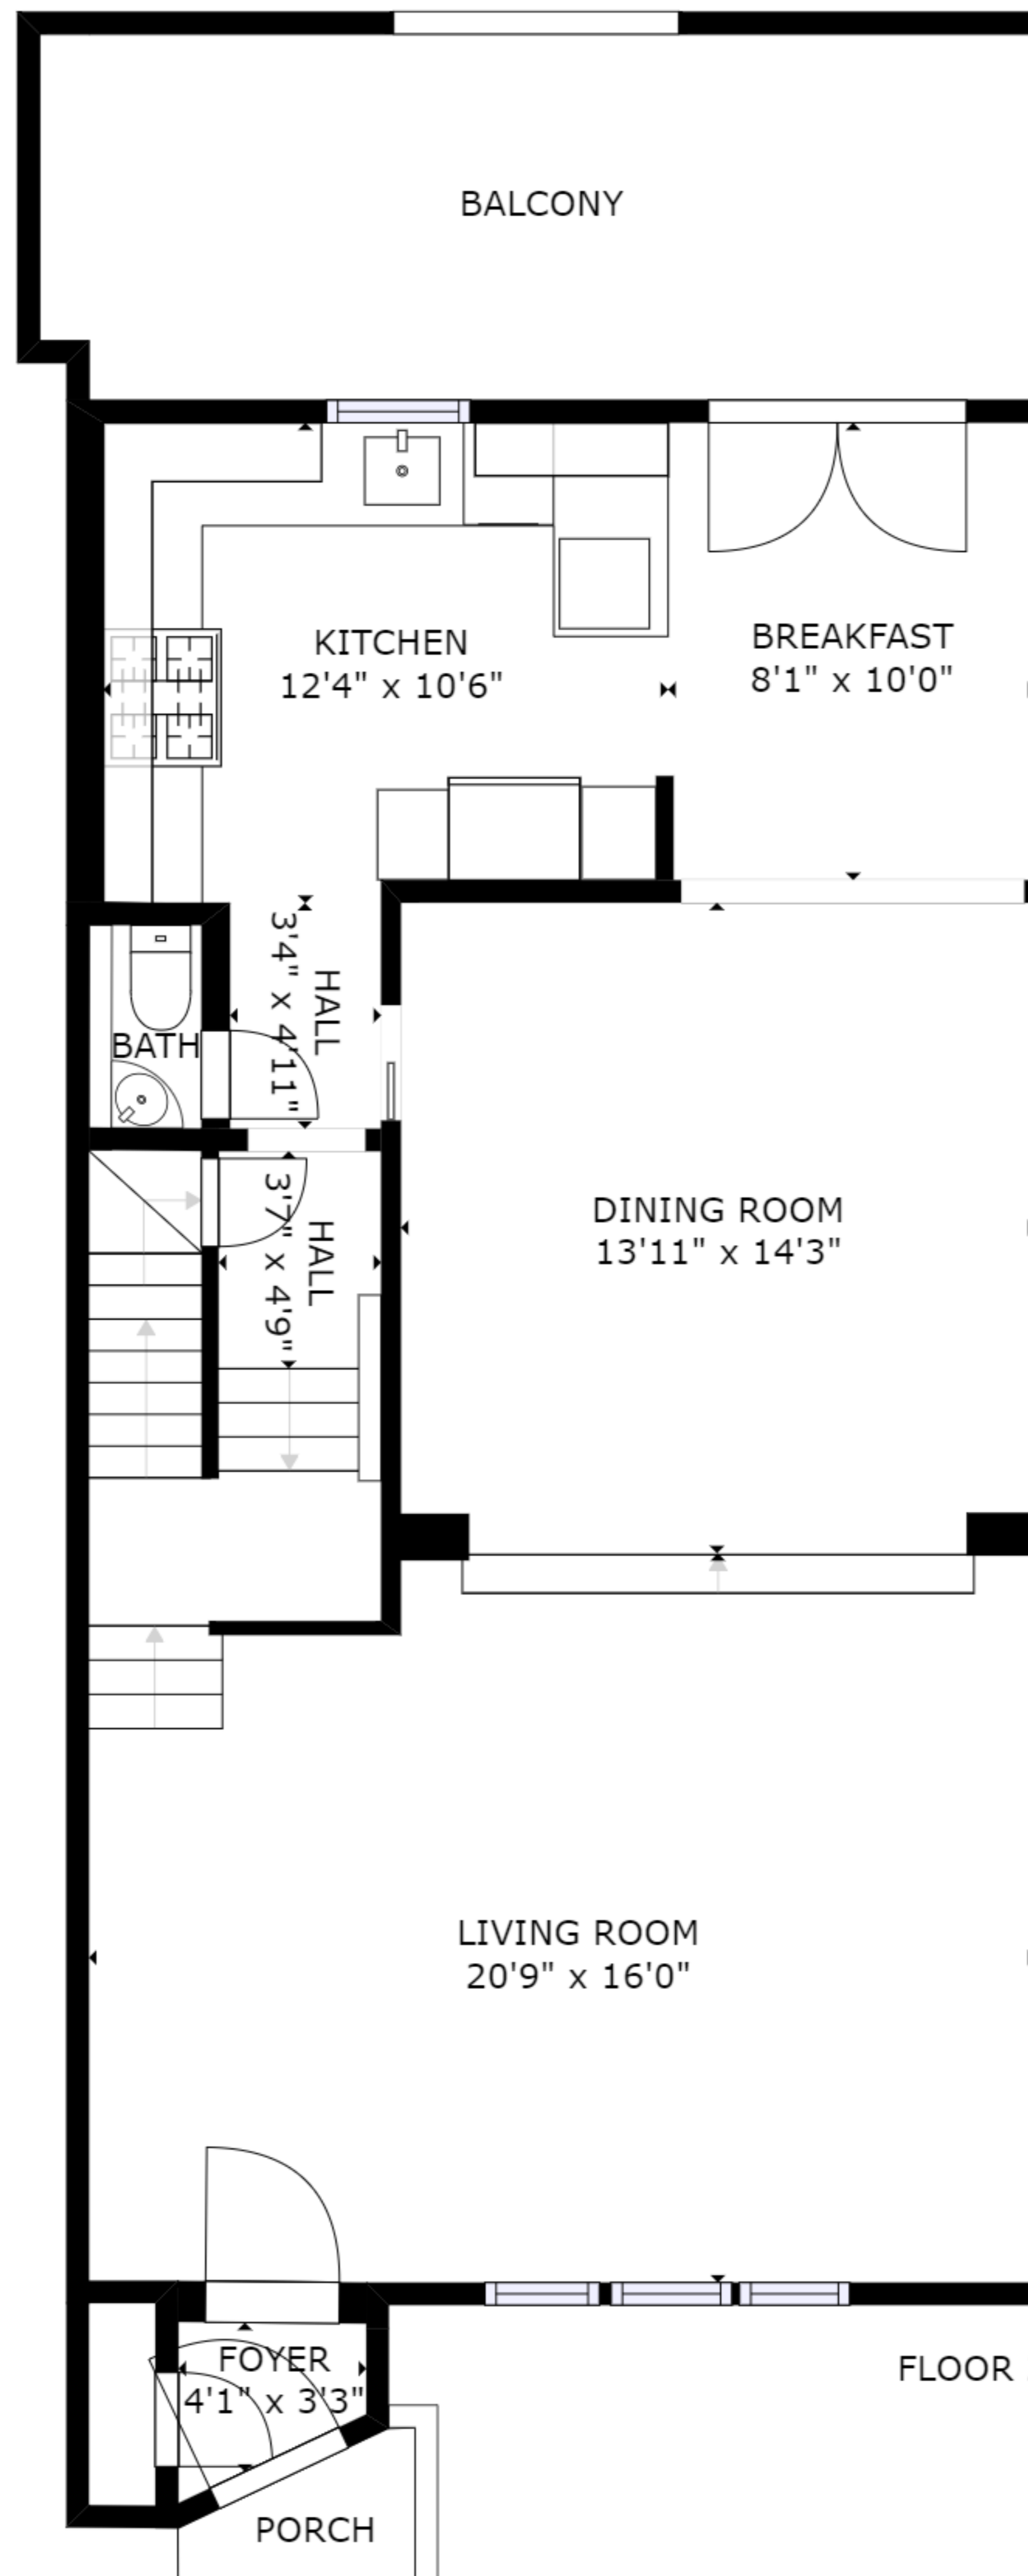 BALCONY
KITCHEN
12'4" x 10'6"
BREAKFAST
8'1" x 10'0"
HALL
3'4" x 4'11"
BATH
HALL
3'7" x 4'9"
DINING ROOM
13'11" x 14'3"
LIVING ROOM
20'9" x 16'0"
FOYER
4'1" x 3'3"
FLOOR
PORCH